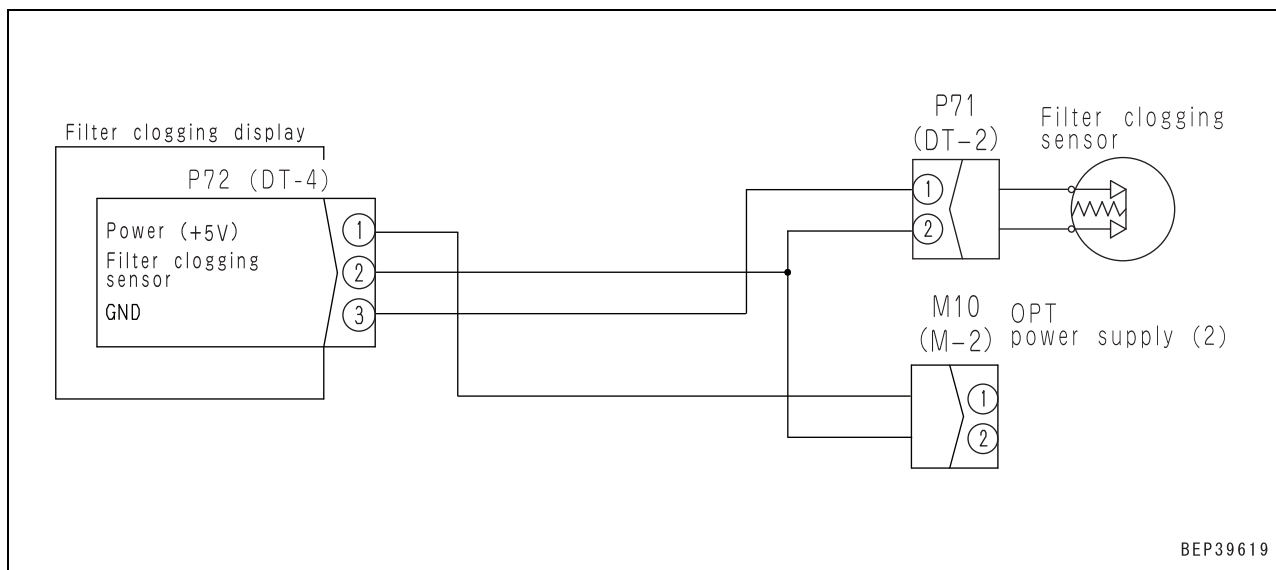 Filter clogging display
P72 (DT-4)
Power (+5V)
Filter clogging
sensor
GND
1
2
3
P71
(DT-2)
1
2
Filter clogging
sensor
M10
(M-2)
OPT
power supply (2)
1
2
BEP39619